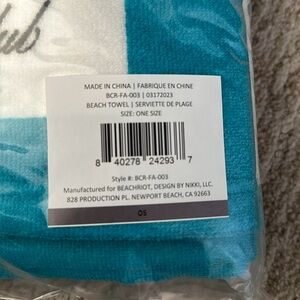 MADE IN CHINA | FABRIQUE EN CHINE
BCR-FA-003 | 03172023
BEACH TOWEL | SERVIETTE DE PLAGE
SIZE: ONE SIZE
8 40278 24293 7
Style #: BCR-FA-003
Manufactured for BEACHRIOT, DESIGN BY NIKKI, LLC.
828 PRODUCTION PL. NEWPORT BEACH, CA 92663
OS